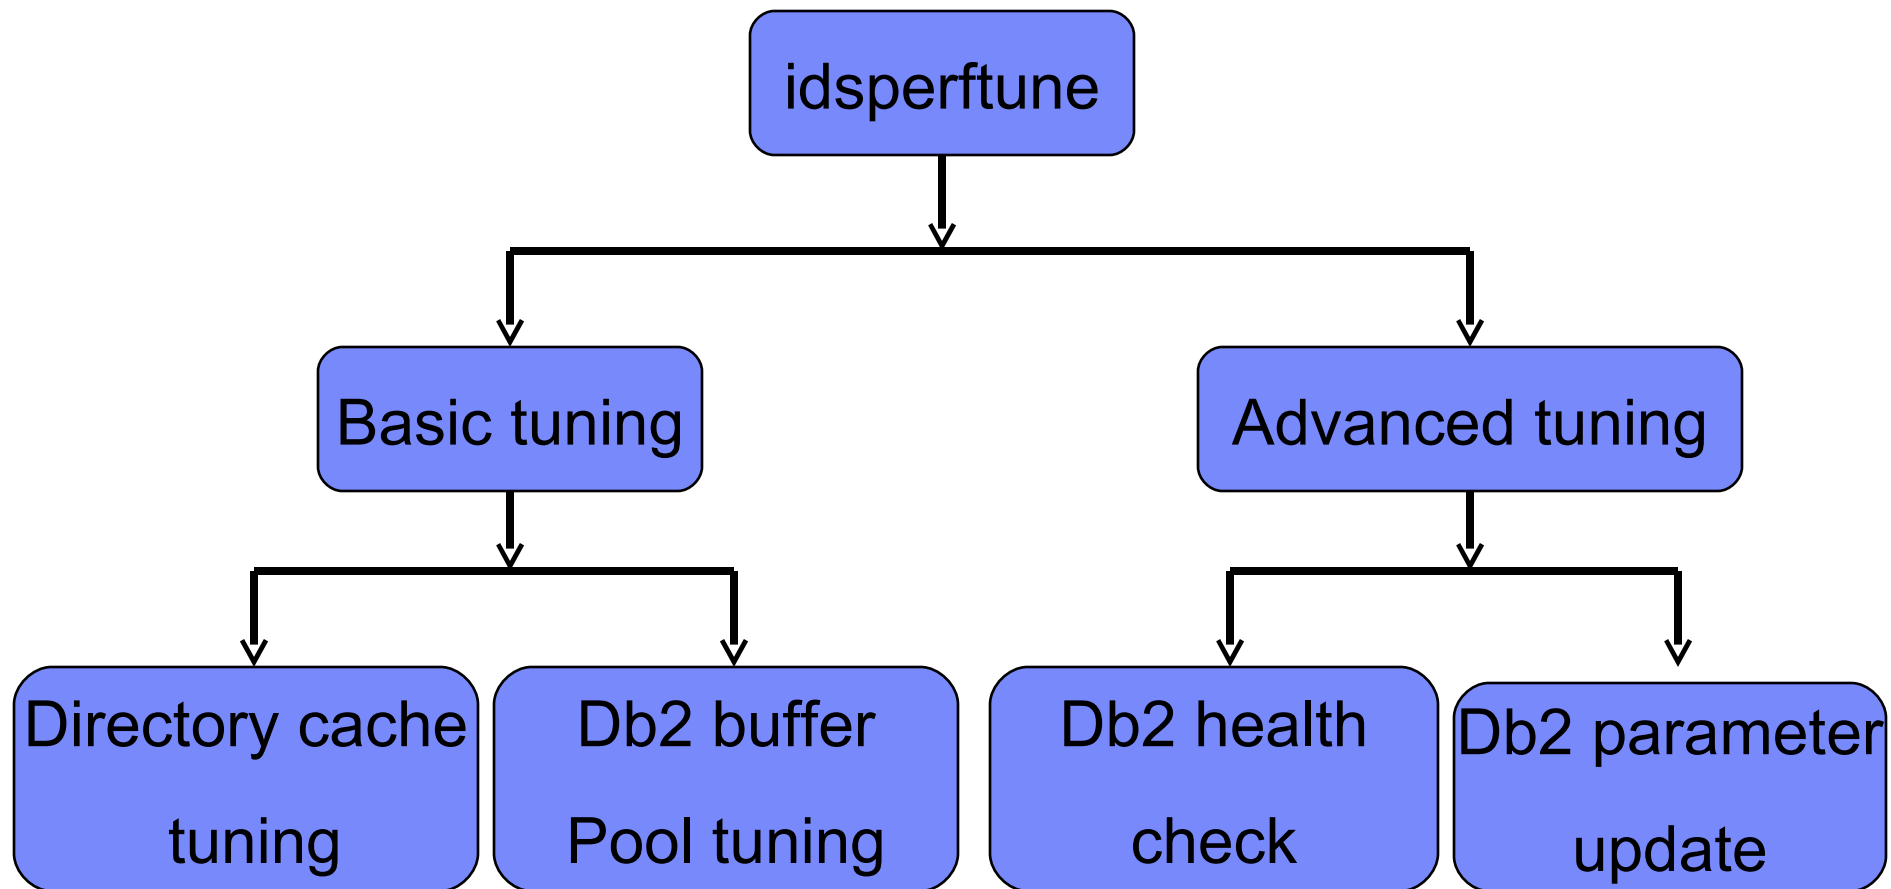 idsperftune
Basic tuning
Advanced tuning
Directory cache
tuning
Db2 buffer
Pool tuning
Db2 health
check
Db2 parameter
update